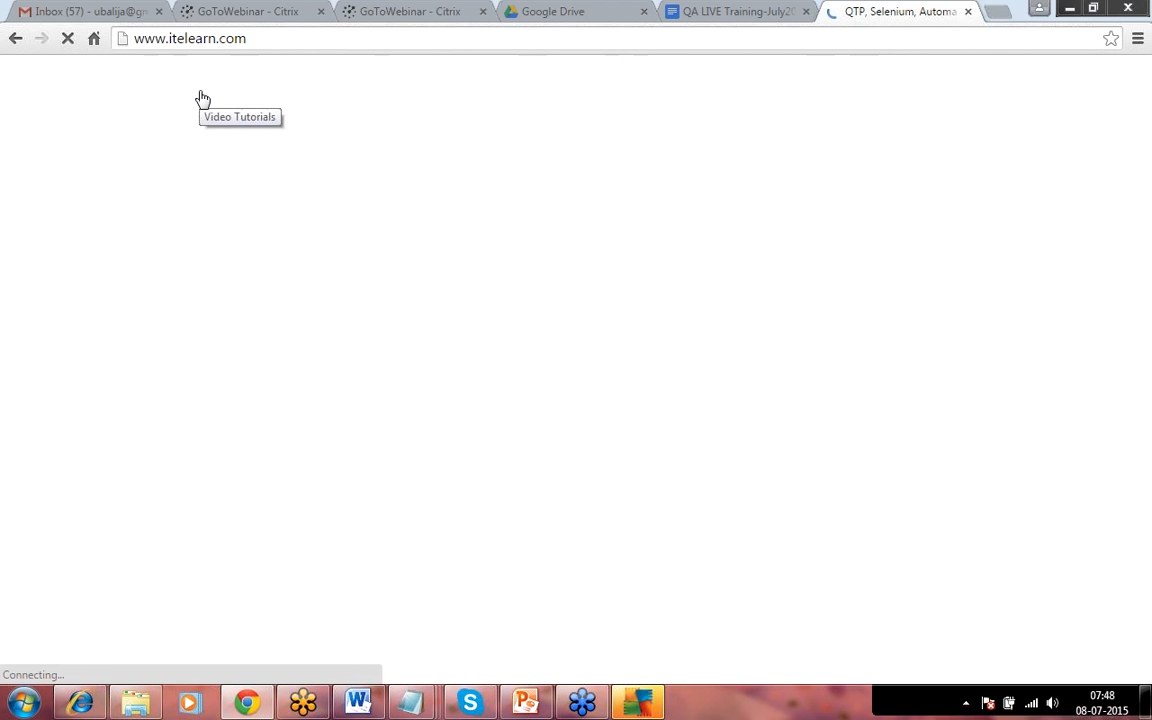 Inbox (57) - ubalija@gm
GoToWebinar - Citrix
GoToWebinar - Citrix
Google Drive
QA LIVE Training-July20
QTP, Selenium, Automa
www.itelearn.com
Video Tutorials
Connecting...
07:48
08-07-2015